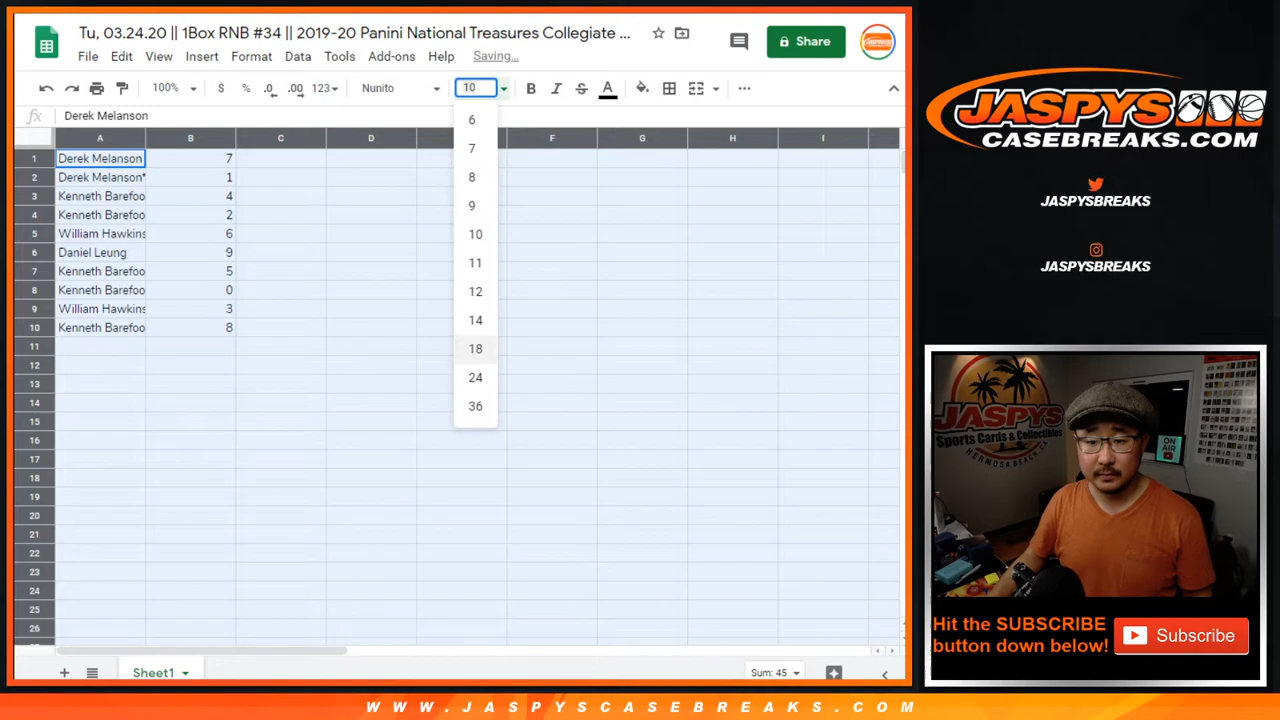 Tu, 03.24.20 || 1Box RNB #34 || 2019-20 Panini National Treasures Collegiate ...
File Edit View Insert Format Data Tools Add-ons Help Saving...
Share
100% $ % .0 .00 123 Nunito 10 B I S A ...
fx Derek Melanson
A B C D F G H I
1 Derek Melanson 7
2 Derek Melanson* 1
3 Kenneth Barefoo 4
4 Kenneth Barefoo 2
5 William Hawkins 6
6 Daniel Leung 9
7 Kenneth Barefoo 5
8 Kenneth Barefoo 0
9 William Hawkins 3
10 Kenneth Barefoo 8
11
12
13
14
15
16
17
18
19
20
21
22
23
24
25
26
6
7
8
9
10
11
12
14
18
24
36
Sheet1
Sum: 45
JASPYS
CASEBREAKS.COM
JASPYSBREAKS
JASPYSBREAKS
JASPYS
Sports Cards & Collectibles
HERMOSA BEACH, CA
ON AIR
Hit the SUBSCRIBE
button down below!
Subscribe
WWW.JASPYSCASEBREAKS.COM